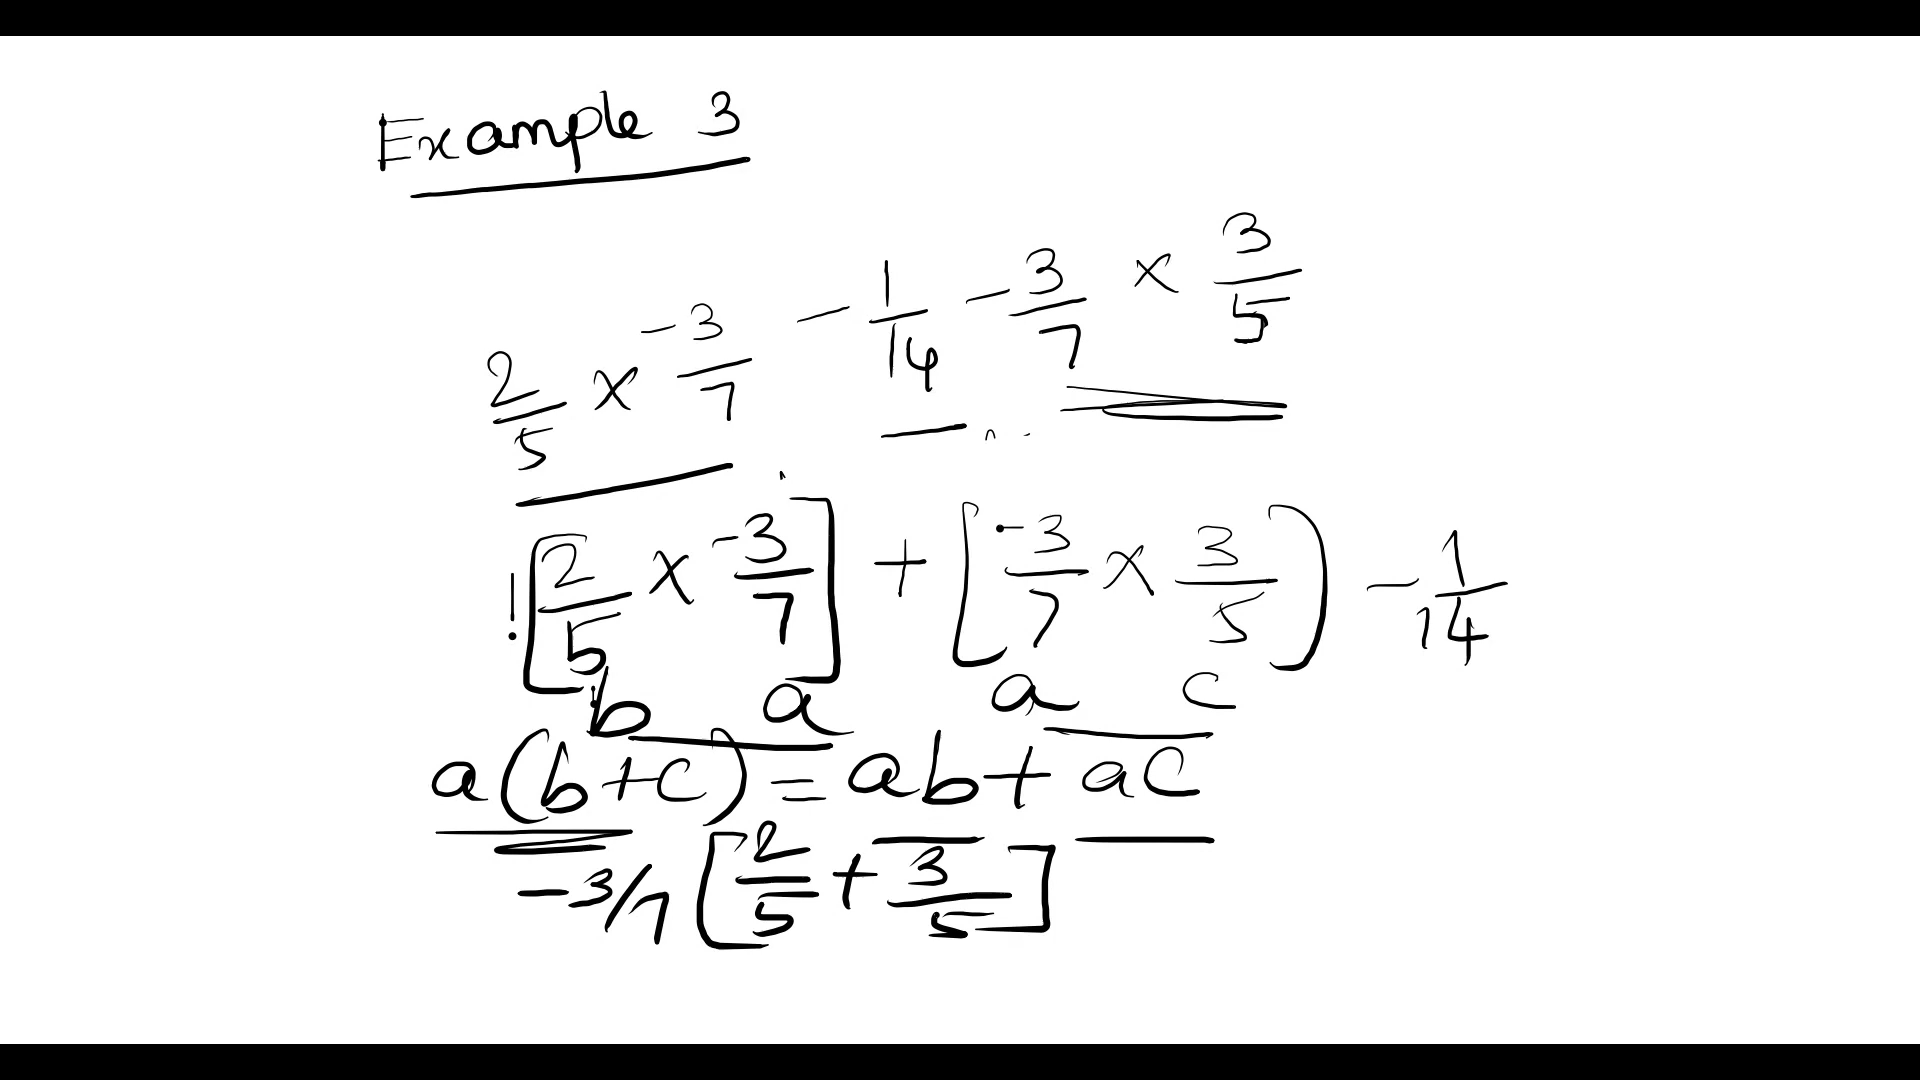 Example 3
2/5 × -3/7 - 1/14 - 3/7 × 3/5
[2/5 × -3/7] + [-3/7 × 3/5) - 1/14
b a a c
a(b+c) = ab + ac
-3/7 [2/5 + 3/5]